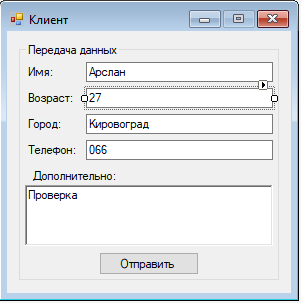 Клиент
Передача данных
Имя: Арслан
Возраст: 27
Город: Кировоград
Телефон: 066
Дополнительно:
Проверка
Отправить